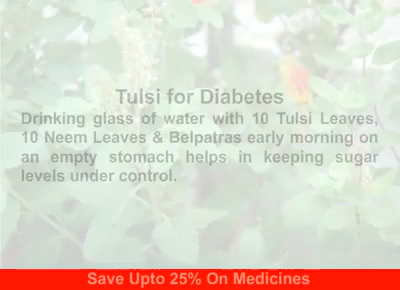 Tulsi for Diabetes
Drinking glass of water with 10 Tulsi Leaves,
10 Neem Leaves & Belpatras early morning on
an empty stomach helps in keeping sugar
levels under control.
Save Upto 25% On Medicines